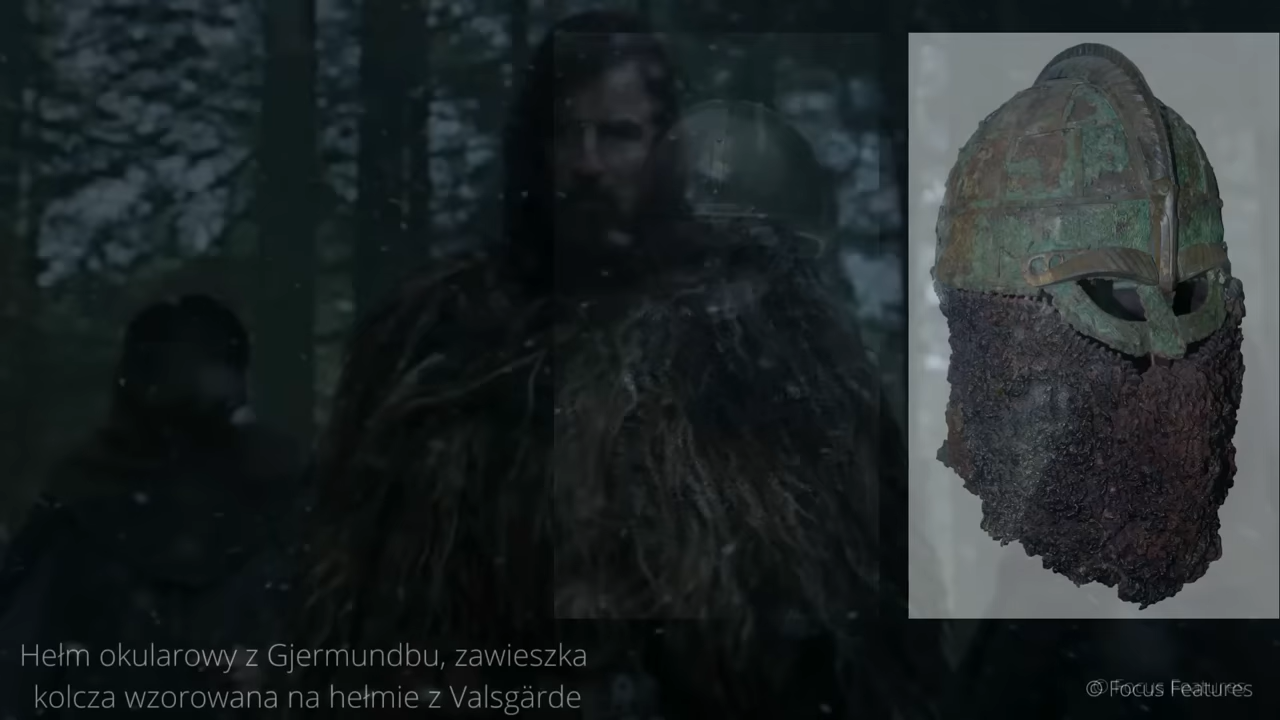 Hełm okularowy z Gjermundbu, zawieszka
kolcza wzorowana na hełmie z Valsgärde
© Focus Features